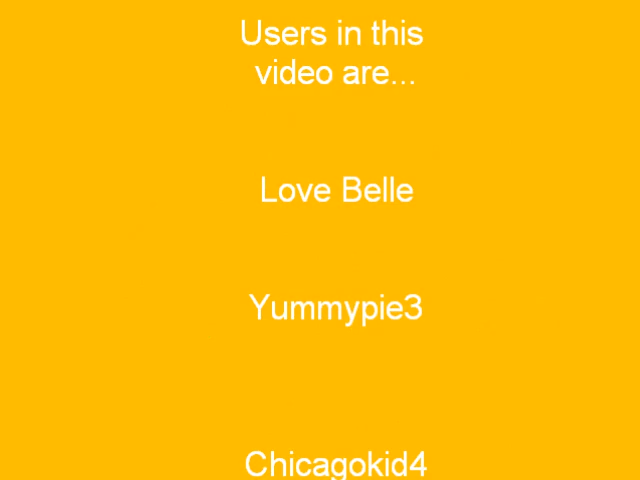 Users in this
video are...
Love Belle
Yummypie3
Chicagokid4